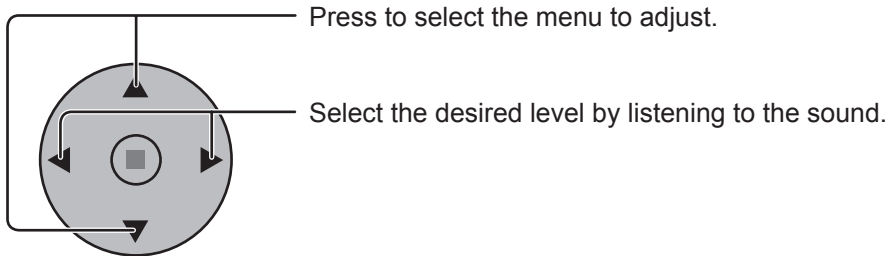 Press to select the menu to adjust.
Select the desired level by listening to the sound.